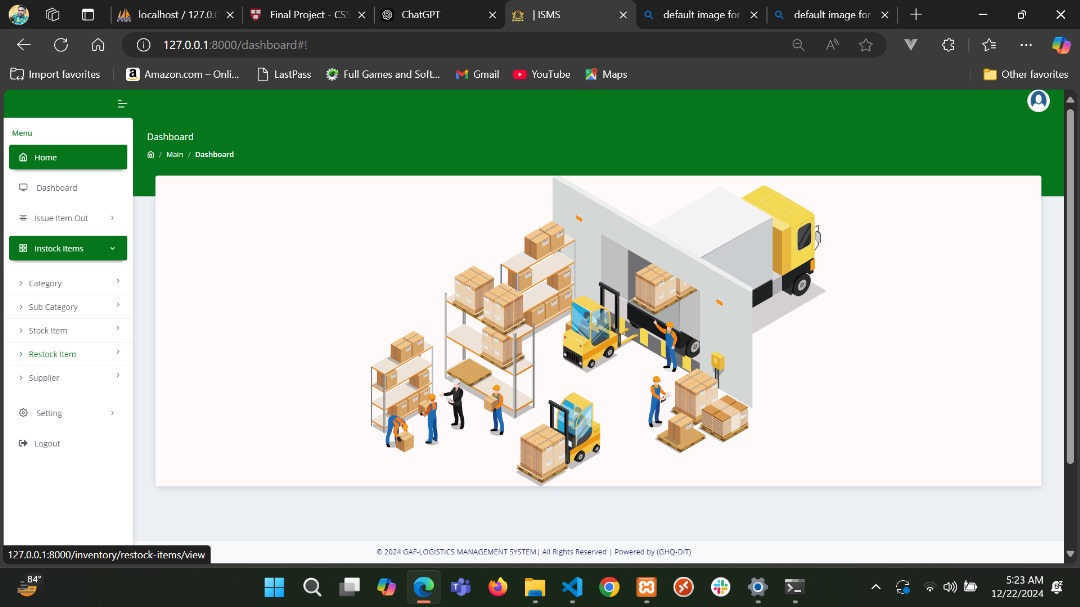 localhost / 127.0.0
Final Project - CS5
ChatGPT
| ISMS
default image for
default image for
127.0.0.1:8000/dashboard#!
Import favorites
Amazon.com – Onli...
LastPass
Full Games and Soft...
Gmail
YouTube
Maps
Other favorites
Menu
Home
Dashboard
Issue Item Out
Instock Items
Category
Sub Category
Stock Item
Restock Item
Supplier
Setting
Logout
Dashboard
/ Main / Dashboard
127.0.0.1:8000/inventory/restock-items/view
© 2024 GAF-LOGISTICS MANAGEMENT SYSTEM| All Rights Reserved | Powered by (GHQ-DIT)
84°
5:23 AM
12/22/2024